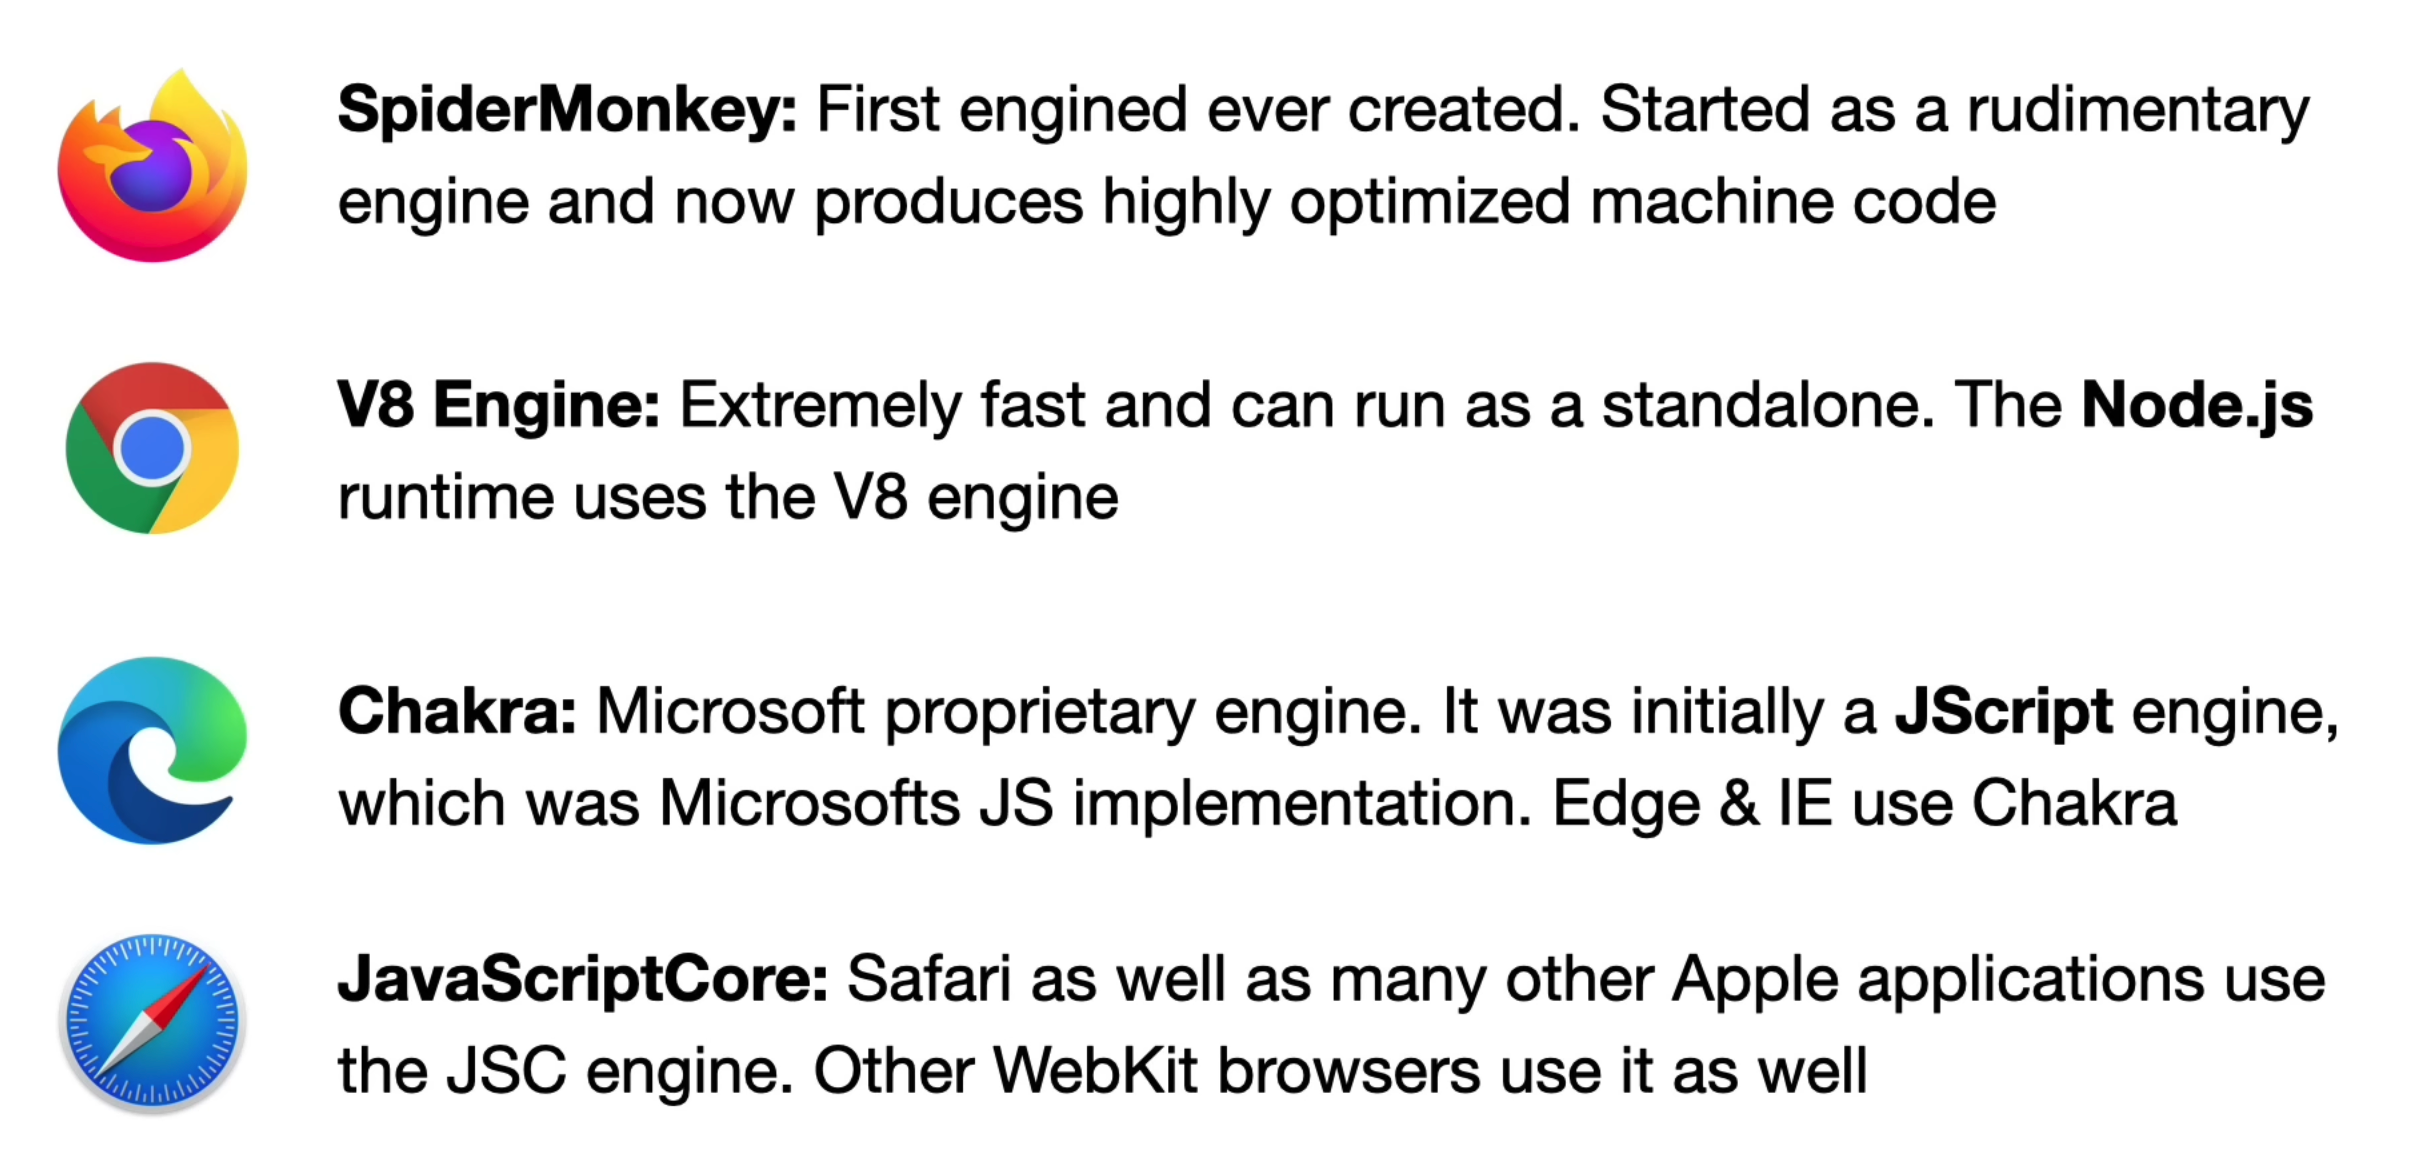 SpiderMonkey: First engined ever created. Started as a rudimentary
engine and now produces highly optimized machine code
V8 Engine: Extremely fast and can run as a standalone. The Node.js
runtime uses the V8 engine
Chakra: Microsoft proprietary engine. It was initially a JScript engine,
which was Microsofts JS implementation. Edge & IE use Chakra
JavaScriptCore: Safari as well as many other Apple applications use
the JSC engine. Other WebKit browsers use it as well